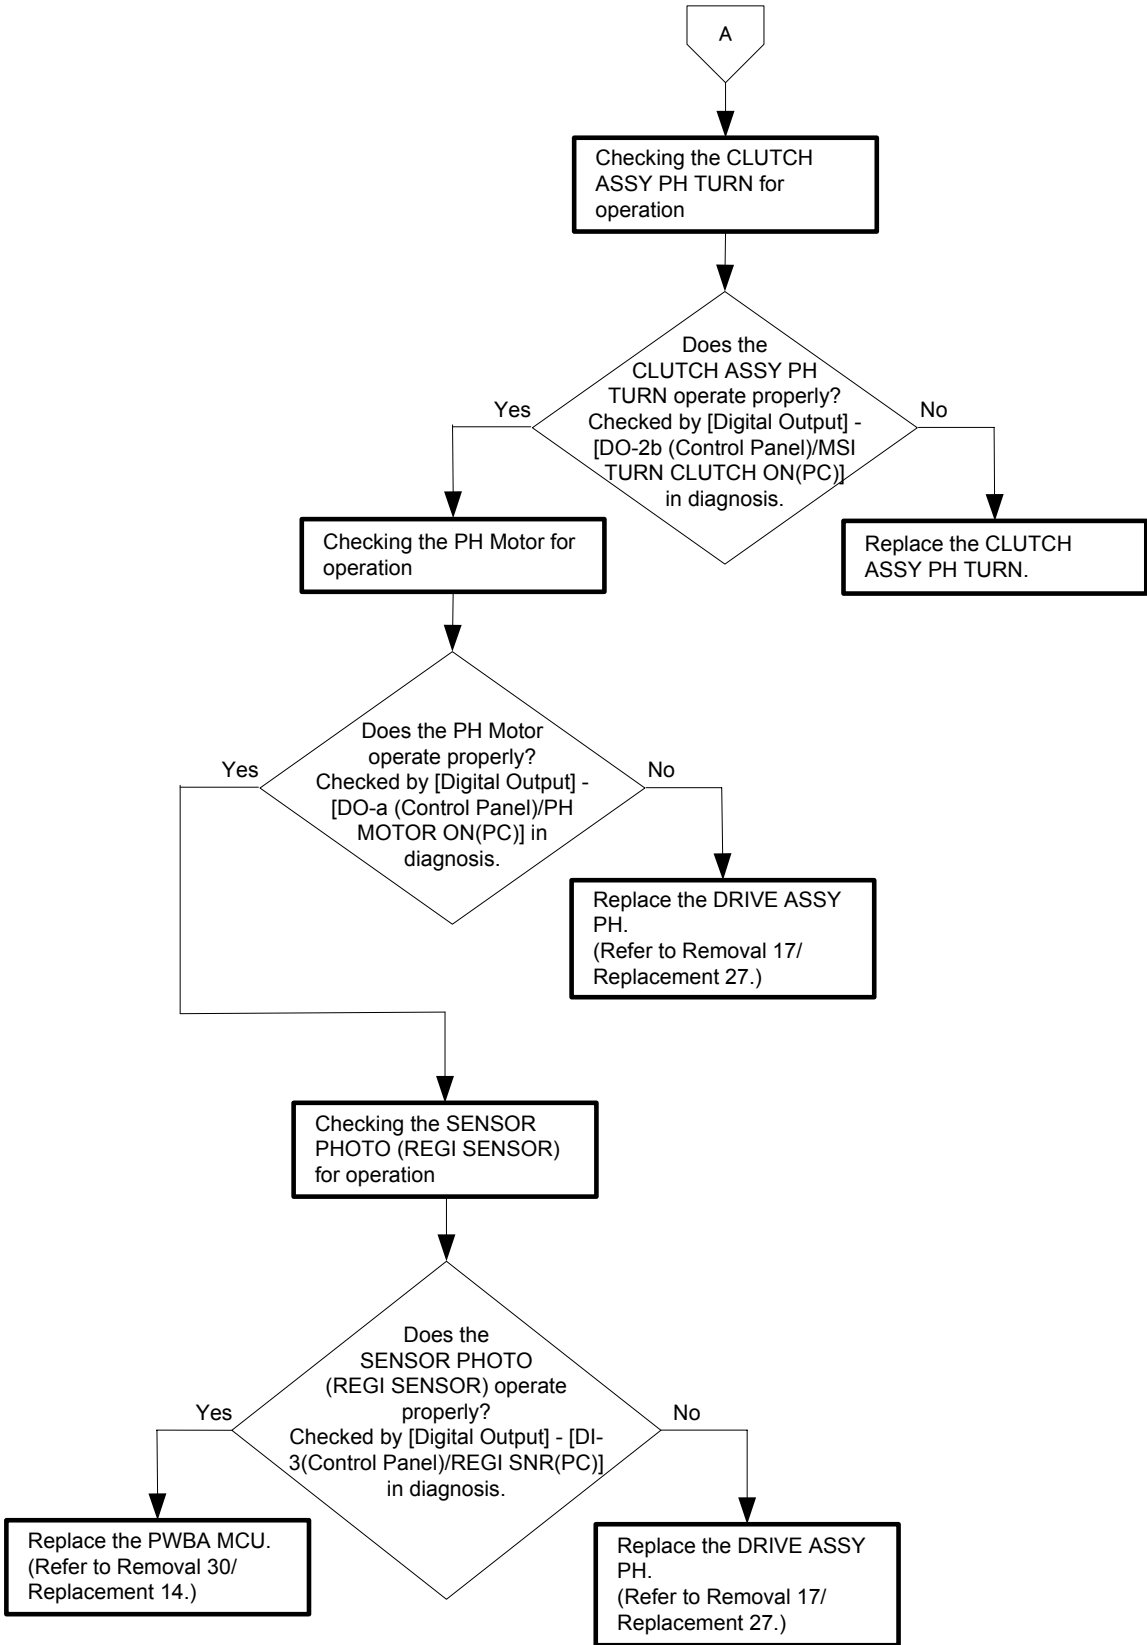 A
Checking the CLUTCH
ASSY PH TURN for
operation
Does the
CLUTCH ASSY PH
TURN operate properly?
Checked by [Digital Output] -
[DO-2b (Control Panel)/MSI
TURN CLUTCH ON(PC)]
in diagnosis.
Yes
No
Checking the PH Motor for
operation
Replace the CLUTCH
ASSY PH TURN.
Does the PH Motor
operate properly?
Checked by [Digital Output] -
[DO-a (Control Panel)/PH
MOTOR ON(PC)] in
diagnosis.
Yes
No
Replace the DRIVE ASSY
PH.
(Refer to Removal 17/
Replacement 27.)
Checking the SENSOR
PHOTO (REGI SENSOR)
for operation
Does the
SENSOR PHOTO
(REGI SENSOR) operate
properly?
Checked by [Digital Output] - [DI-
3(Control Panel)/REGI SNR(PC)]
in diagnosis.
Yes
No
Replace the PWBA MCU.
(Refer to Removal 30/
Replacement 14.)
Replace the DRIVE ASSY
PH.
(Refer to Removal 17/
Replacement 27.)